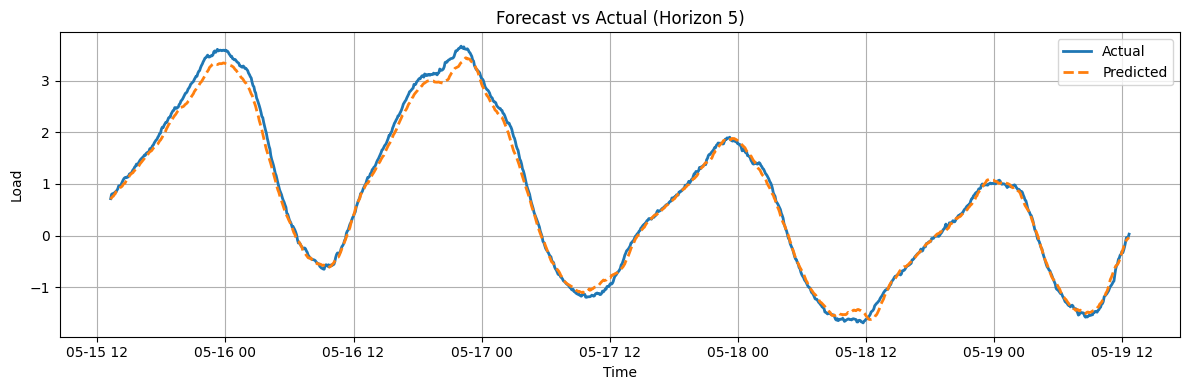 Forecast vs Actual (Horizon 5)
Actual
Predicted
Load
3
2
1
0
−1
05-15 12 05-16 00 05-16 12 05-17 00 05-17 12 05-18 00 05-18 12 05-19 00 05-19 12
Time